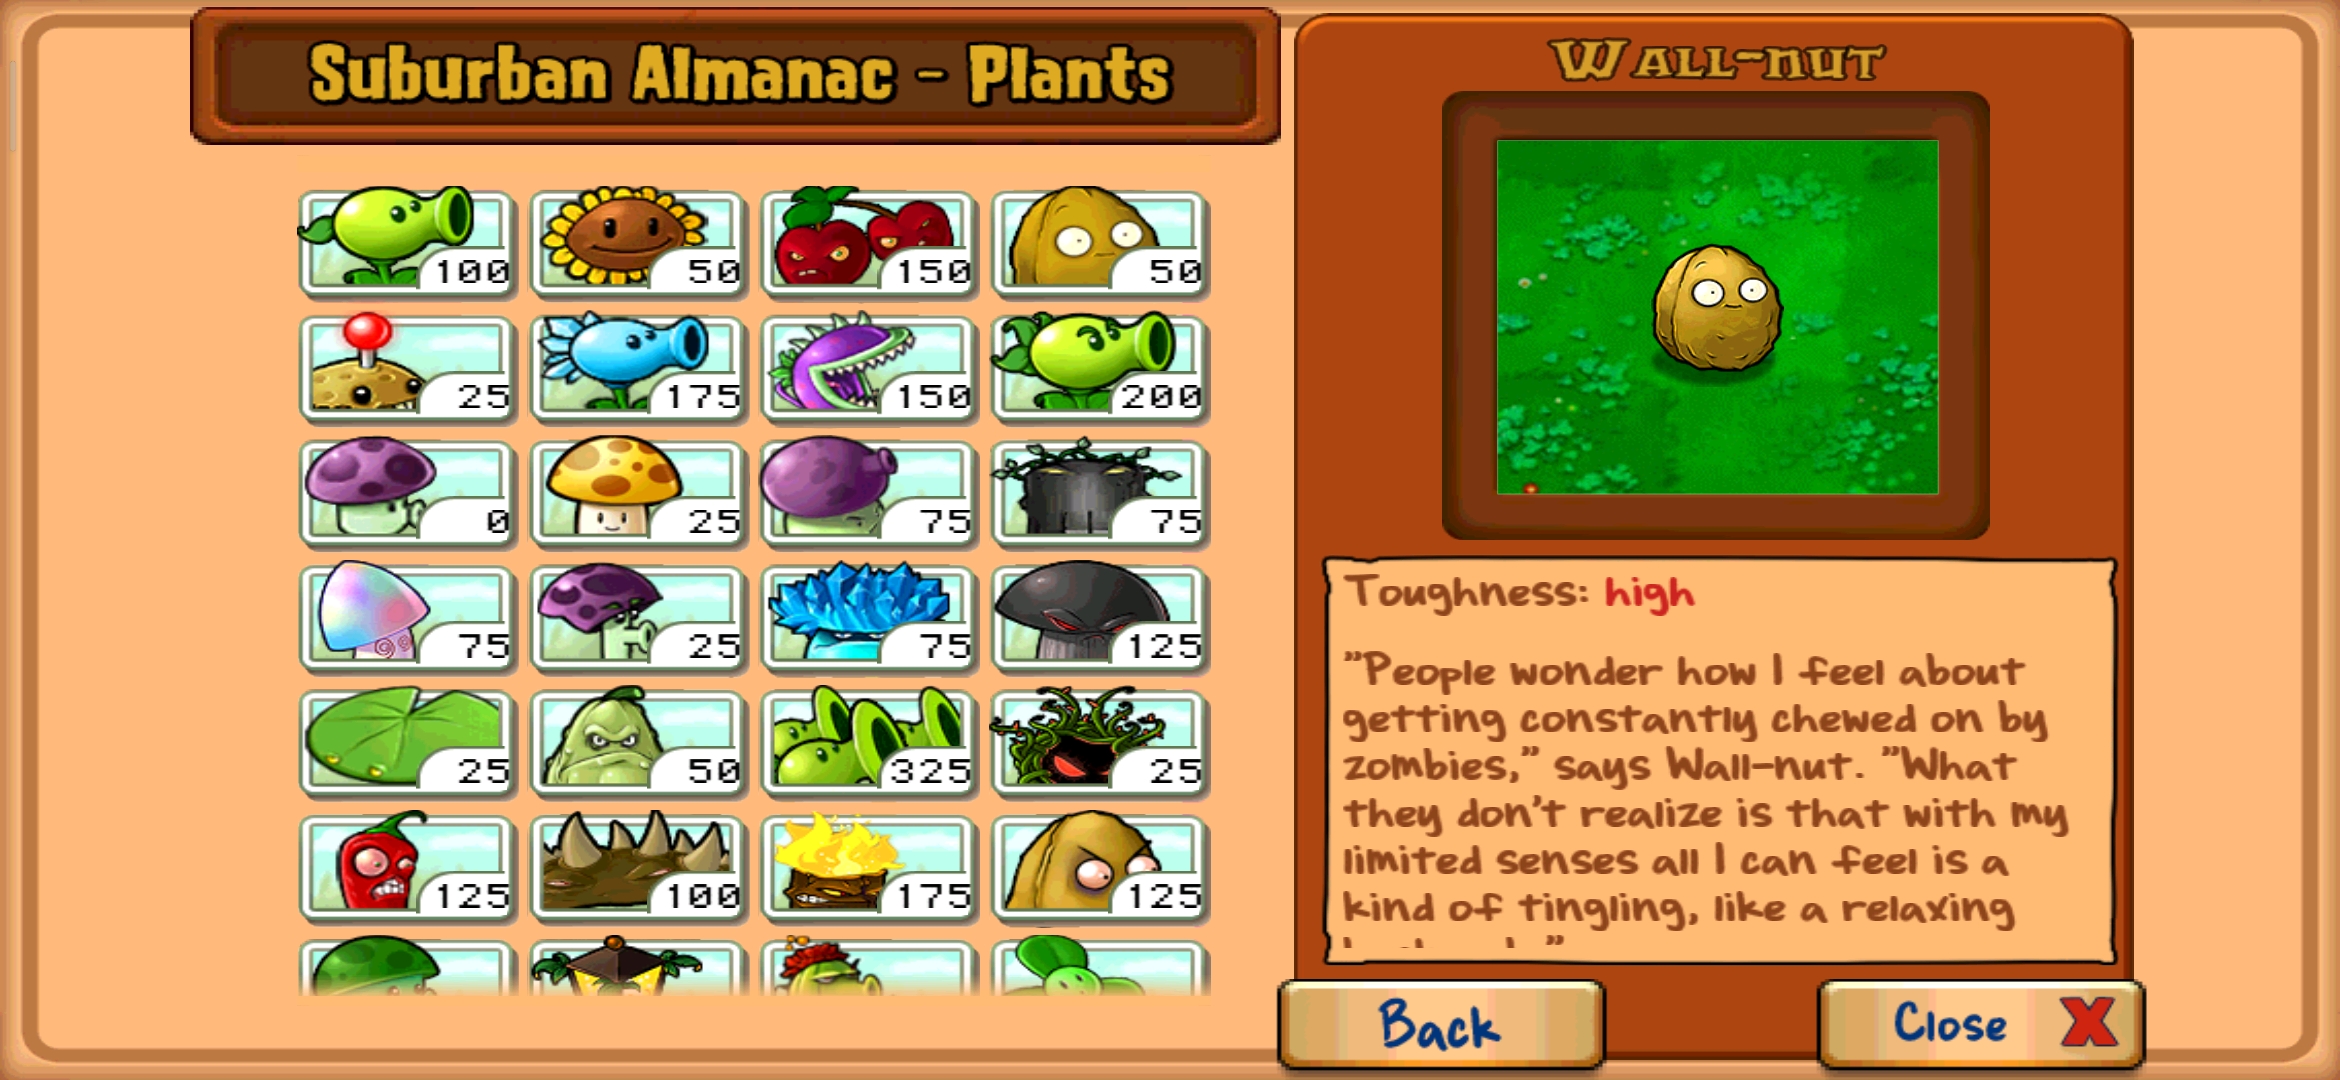 Suburban Almanac - Plants
Wall-nut
100 50 150 50
25 175 150 200
0 25 75 75
75 25 75 125
25 50 325 25
125 100 175 125
Toughness: high
"People wonder how I feel about
getting constantly chewed on by
zombies," says Wall-nut. "What
they don't realize is that with my
limited senses all I can feel is a
kind of tingling, like a relaxing
Back
Close X